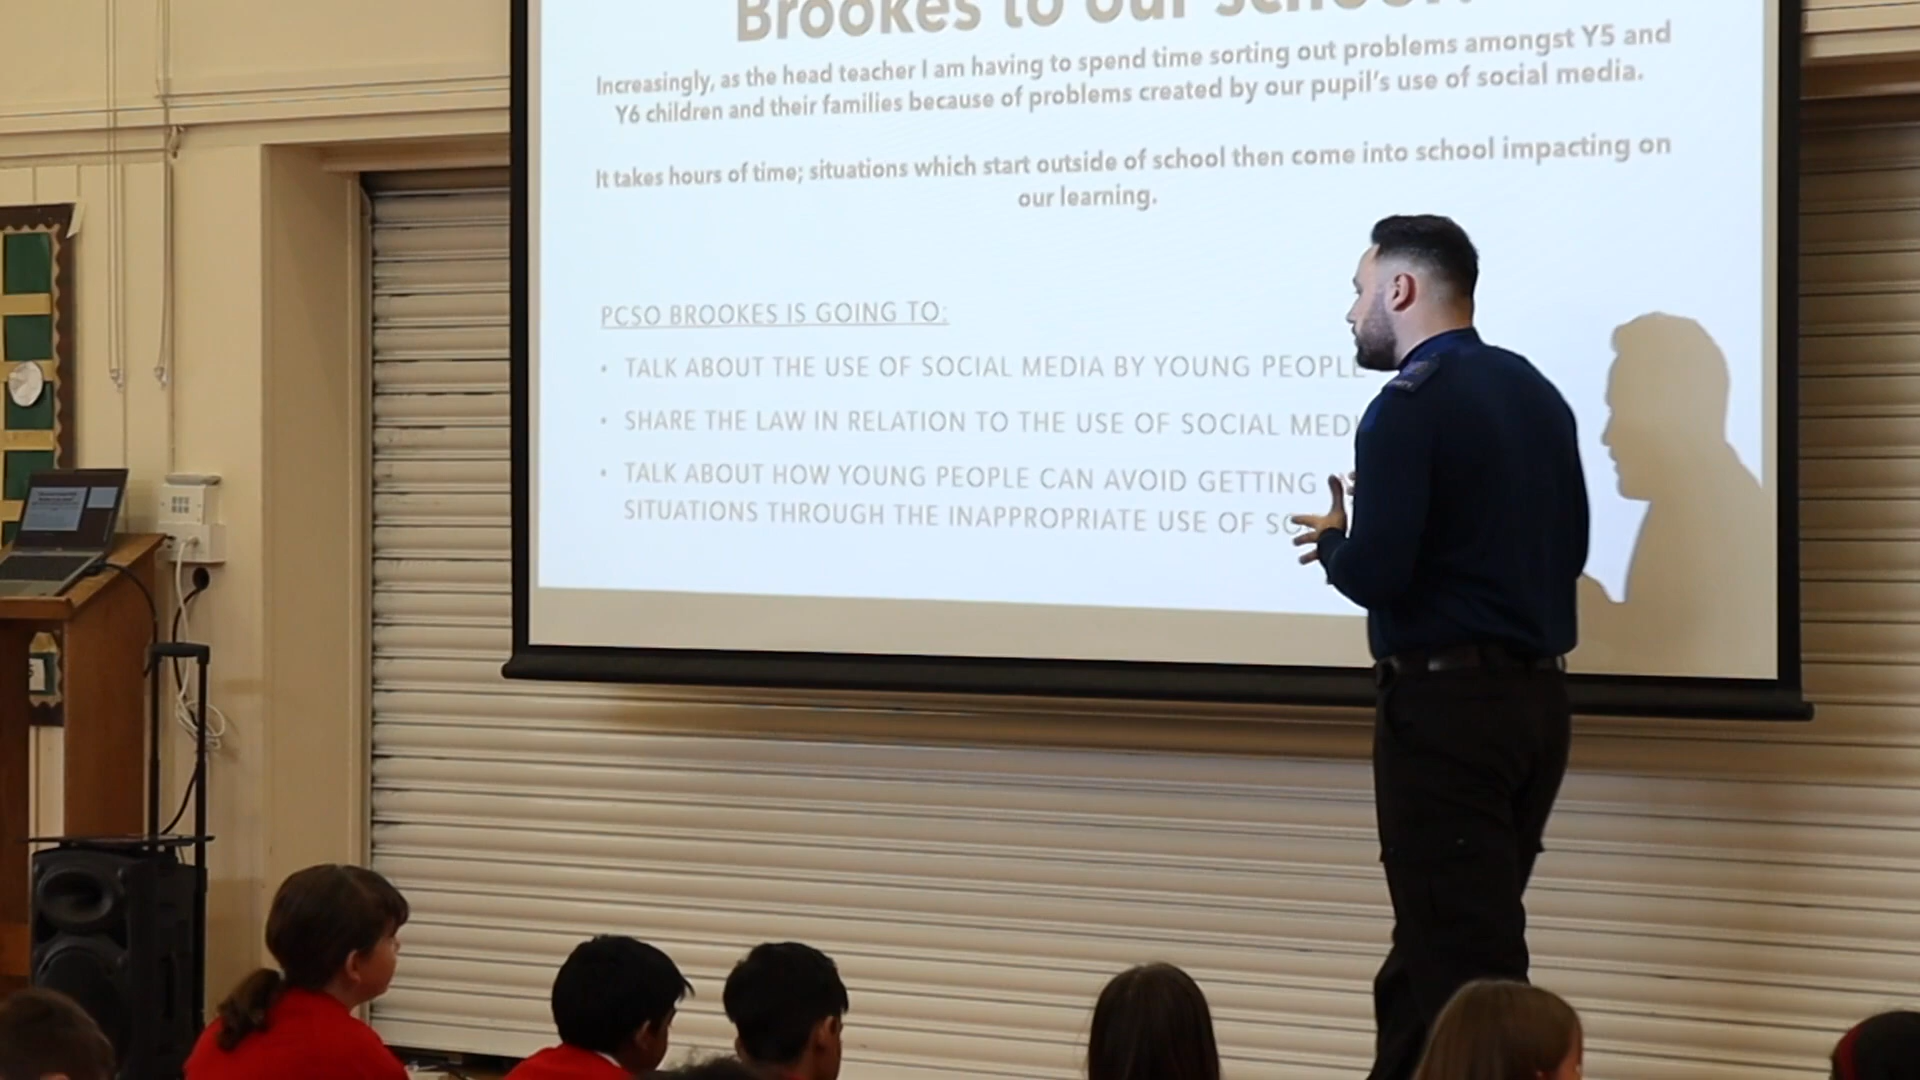 Brookes to our school!
Increasingly, as the head teacher I am having to spend time sorting out problems amongst Y5 and
Y6 children and their families because of problems created by our pupil's use of social media.
It takes hours of time; situations which start outside of school then come into school impacting on
our learning.
PCSO BROOKES IS GOING TO:
• TALK ABOUT THE USE OF SOCIAL MEDIA BY YOUNG PEOPLE
• SHARE THE LAW IN RELATION TO THE USE OF SOCIAL MEDI
• TALK ABOUT HOW YOUNG PEOPLE CAN AVOID GETTING
SITUATIONS THROUGH THE INAPPROPRIATE USE OF SO